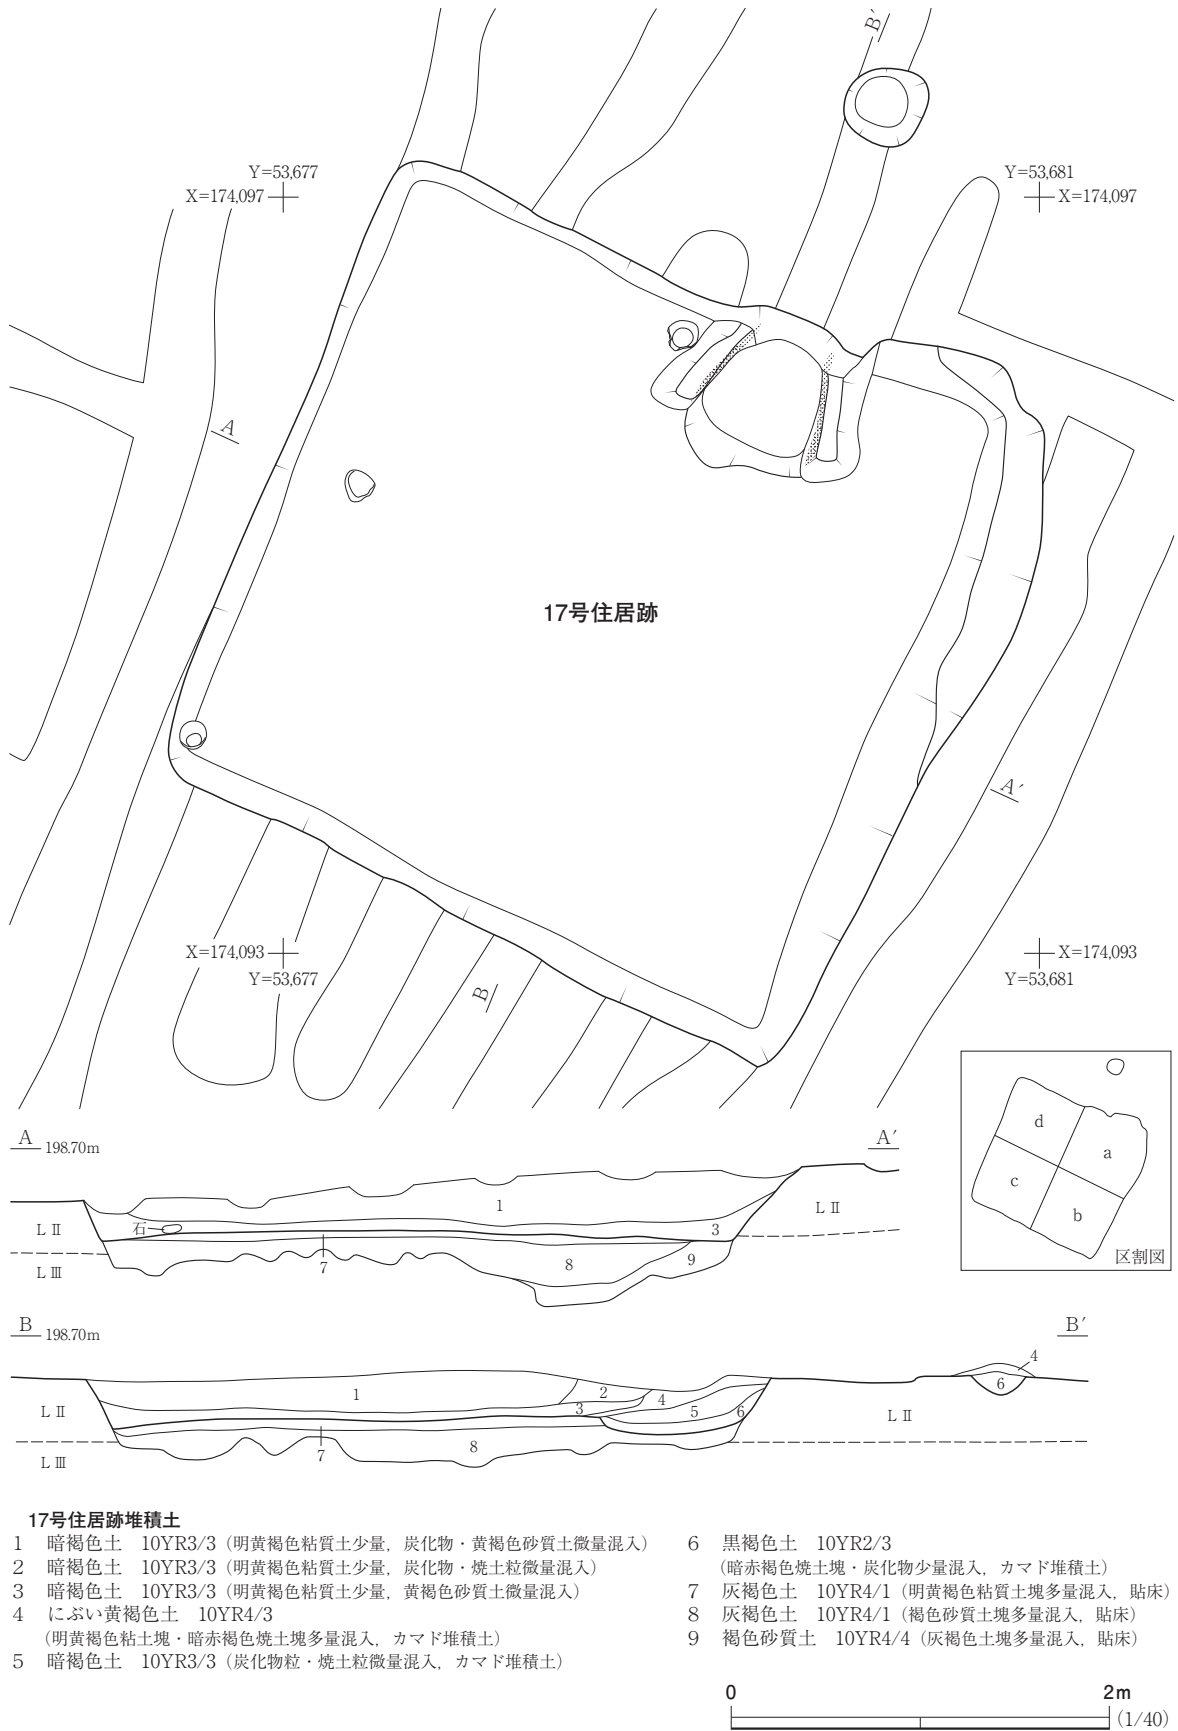 B′
Y=53,677
X=174,097
Y=53,681
X=174,097
A
17号住居跡
A′
X=174,093
Y=53,677
B
X=174,093
Y=53,681
d
a
c
b
区割図
A 198.70m A′
1
LⅡ 石 3 LⅡ
LⅢ 7 8 9
B 198.70m B′
4
1 2 4 6
LⅡ 3 5 6 LⅡ
LⅢ 7 8
17号住居跡堆積土
1 暗褐色土 10YR3/3（明黄褐色粘質土少量，炭化物・黄褐色砂質土微量混入）
2 暗褐色土 10YR3/3（明黄褐色粘質土少量，炭化物・焼土粒微量混入）
3 暗褐色土 10YR3/3（明黄褐色粘質土少量，黄褐色砂質土微量混入）
4 にぶい黄褐色土 10YR4/3
（明黄褐色粘土塊・暗赤褐色焼土塊多量混入，カマド堆積土）
5 暗褐色土 10YR3/3（炭化物粒・焼土粒微量混入，カマド堆積土）
6 黒褐色土 10YR2/3
（暗赤褐色焼土塊・炭化物少量混入，カマド堆積土）
7 灰褐色土 10YR4/1（明黄褐色粘質土塊多量混入，貼床）
8 灰褐色土 10YR4/1（褐色砂質土塊多量混入，貼床）
9 褐色砂質土 10YR4/4（灰褐色土塊多量混入，貼床）
0 2m
(1/40)